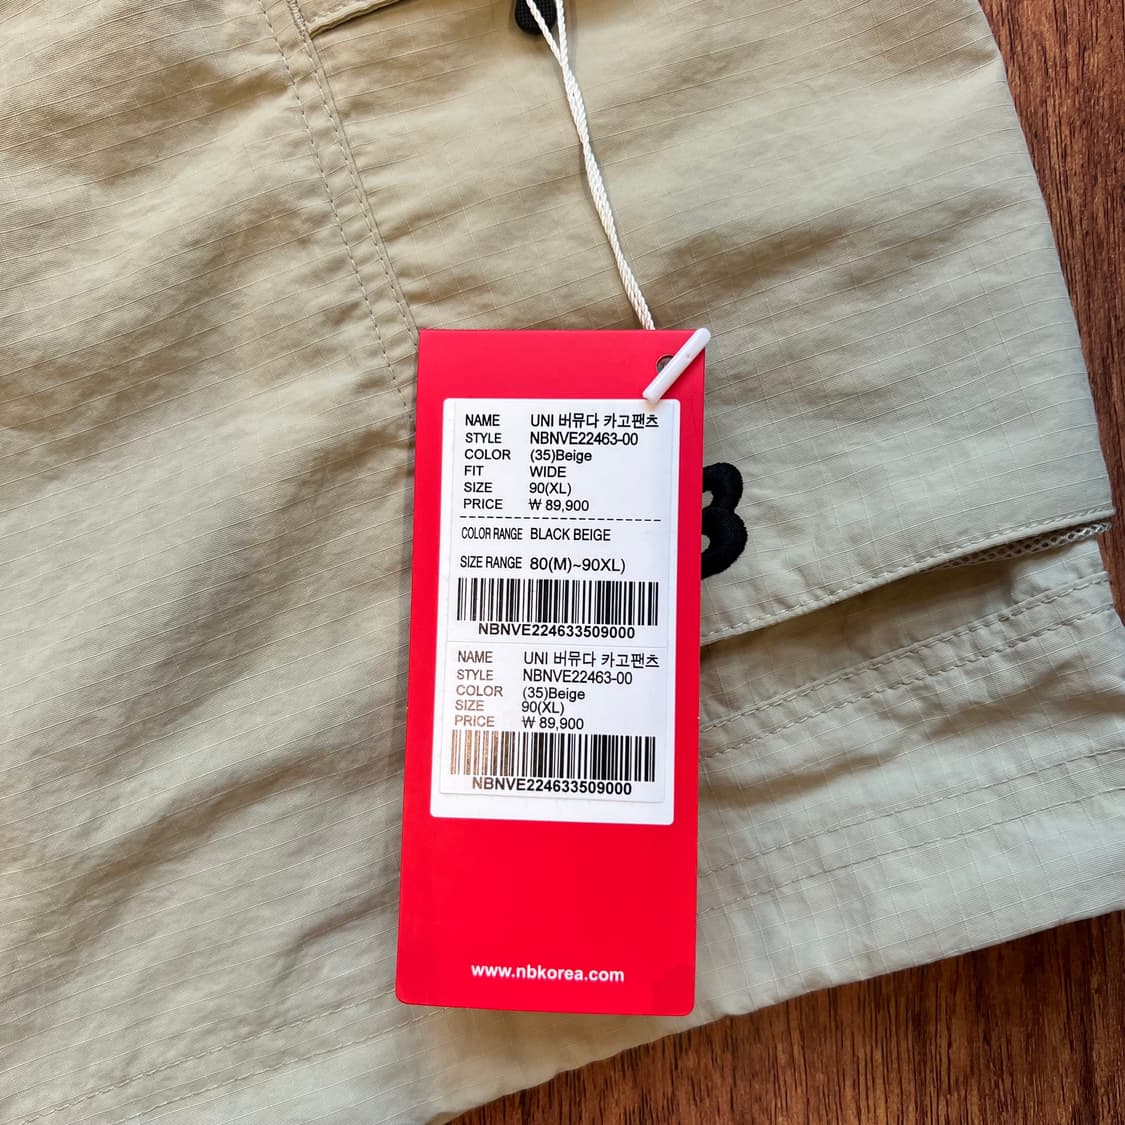 NAME UNI 버뮤다 카고팬츠
STYLE NBNVE22463-00
COLOR (35)Beige
FIT WIDE
SIZE 90(XL)
PRICE ₩ 89,900
COLOR RANGE BLACK BEIGE
SIZE RANGE 80(M)~90XL)
NBNVE224633509000
NAME UNI 버뮤다 카고팬츠
STYLE NBNVE22463-00
COLOR (35)Beige
SIZE 90(XL)
PRICE ₩ 89,900
NBNVE224633509000
www.nbkorea.com